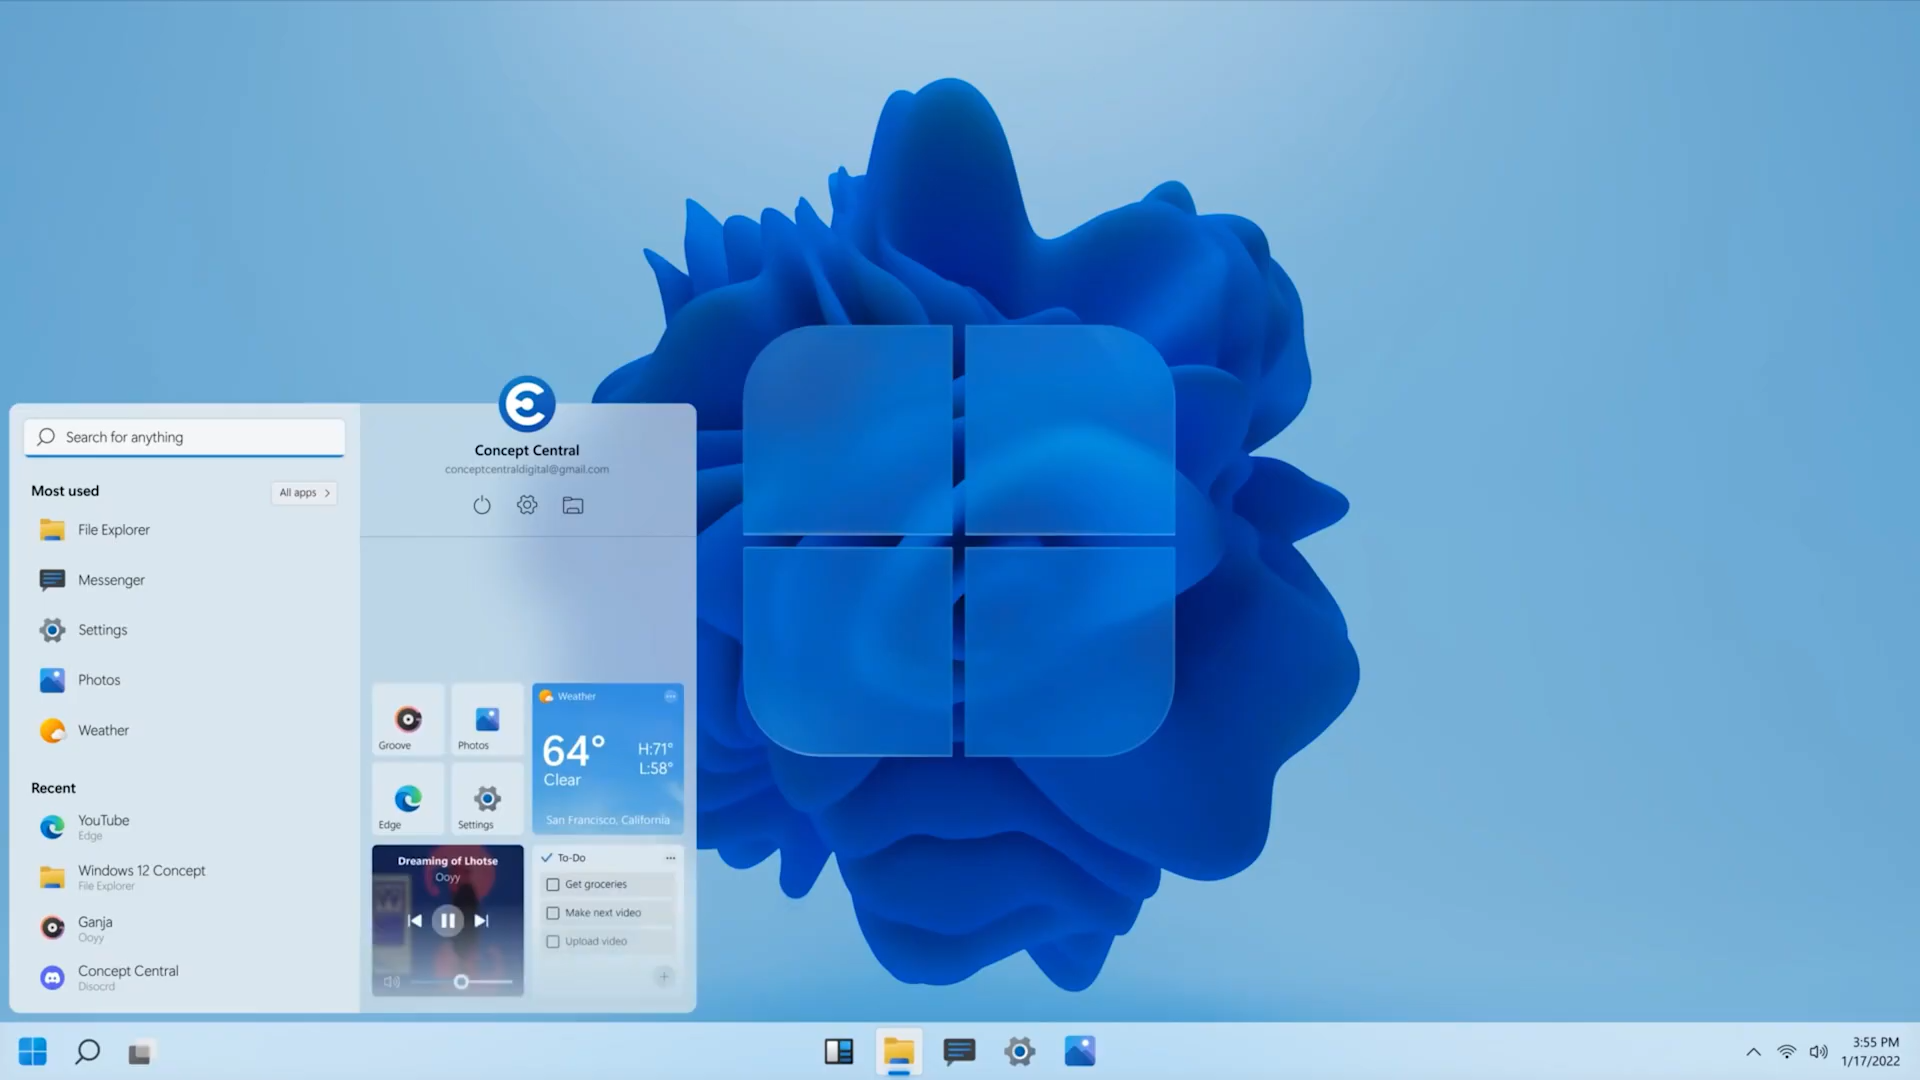 Search for anything
Most used
All apps
File Explorer
Messenger
Settings
Photos
Weather
Recent
YouTube
Edge
Windows 12 Concept
File Explorer
Ganja
Ooyy
Concept Central
Disocrd
Concept Central
conceptcentraldigital@gmail.com
Groove
Photos
Edge
Settings
Weather
64°
Clear
H:71°
L:58°
San Francisco, California
Dreaming of Lhotse
Ooyy
To-Do
Get groceries
Make next video
Upload video
3:55 PM
1/17/2022